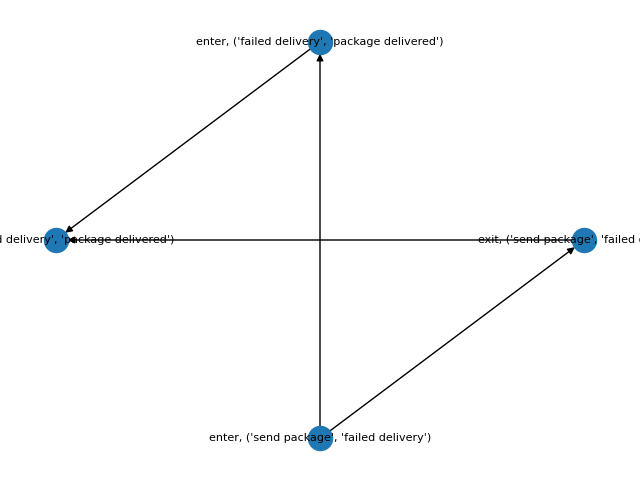 enter, ('failed delivery', 'package delivered')
delivery', 'package delivered')
exit, ('send package', 'failed
enter, ('send package', 'failed delivery')